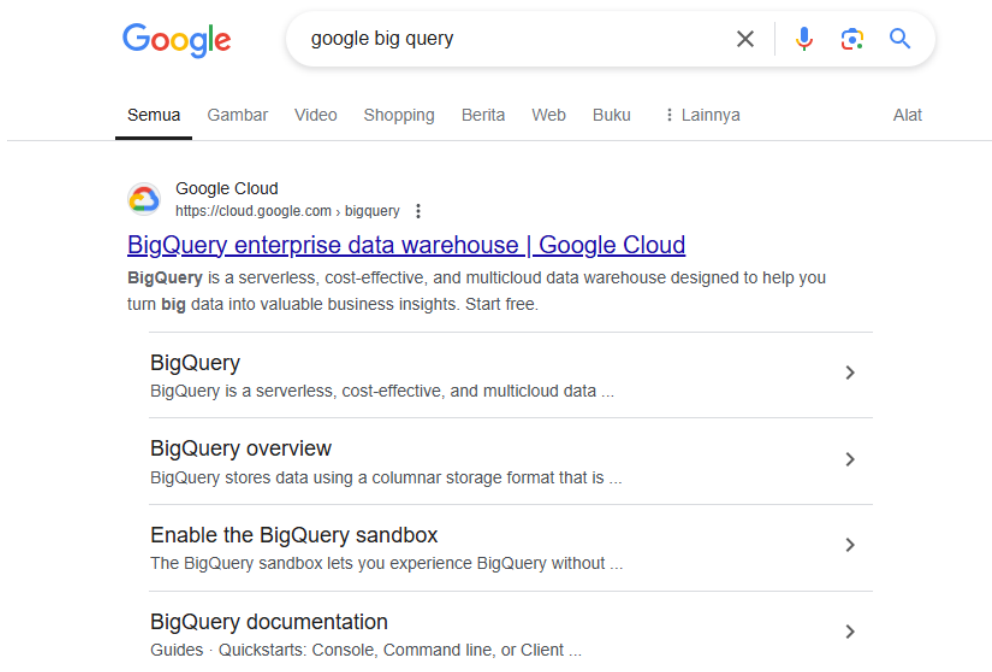 Google
google big query
Semua Gambar Video Shopping Berita Web Buku Lainnya Alat
Google Cloud
https://cloud.google.com › bigquery
BigQuery enterprise data warehouse | Google Cloud
BigQuery is a serverless, cost-effective, and multicloud data warehouse designed to help you
turn big data into valuable business insights. Start free.
BigQuery
BigQuery is a serverless, cost-effective, and multicloud data ...
BigQuery overview
BigQuery stores data using a columnar storage format that is ...
Enable the BigQuery sandbox
The BigQuery sandbox lets you experience BigQuery without ...
BigQuery documentation
Guides · Quickstarts: Console, Command line, or Client ...